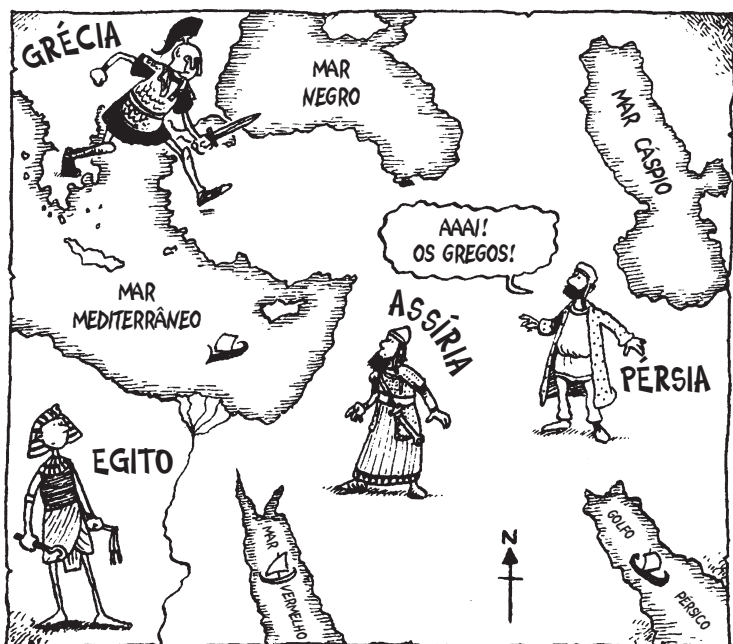 GRÉCIA
MAR
NEGRO
MAR CÁSPIO
AAAI!
OS GREGOS!
MAR
MEDITERRÂNEO
ASSÍRIA
PÉRSIA
EGITO
MAR
VERMELHO
N
GOLFO
PÉRSICO